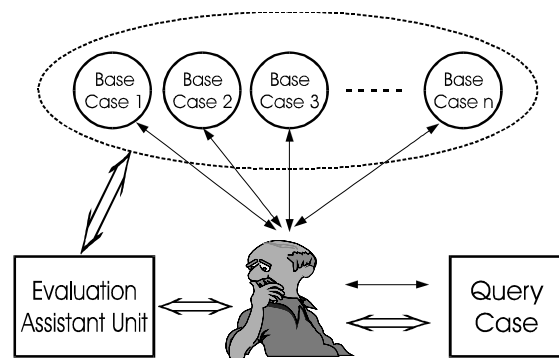 Base
Case 1
Base
Case 2
Base
Case 3
Base
Case n
Evaluation
Assistant Unit
Query
Case